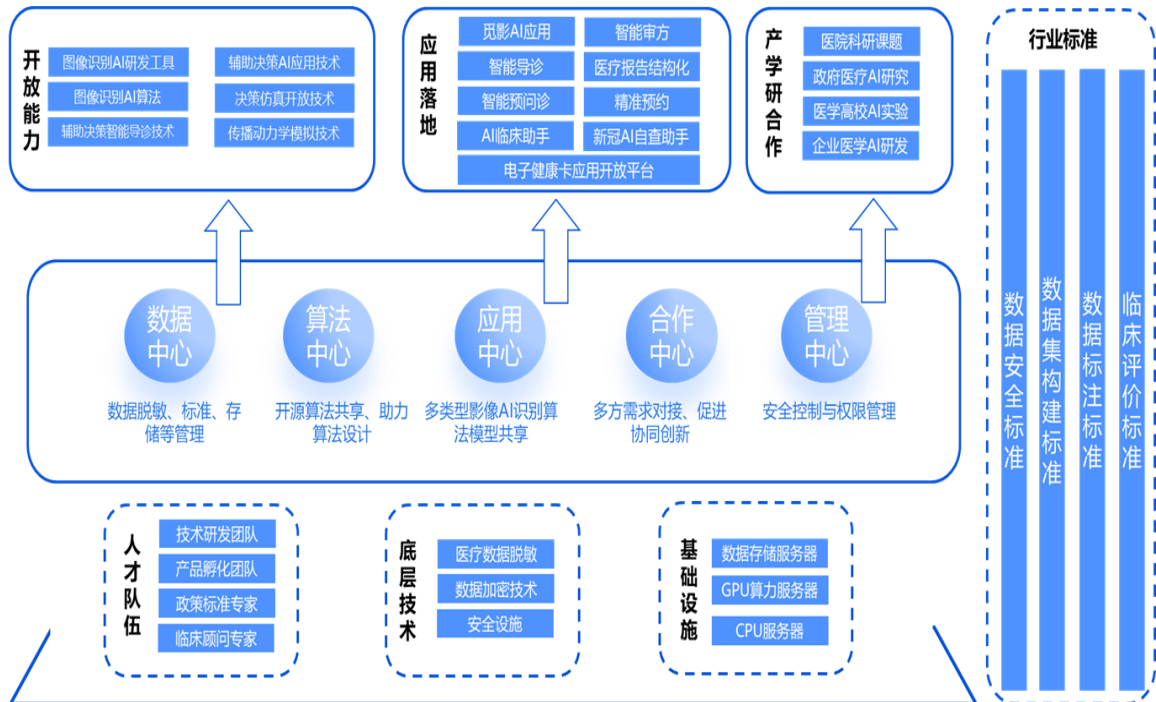 开放能力
图像识别AI研发工具
辅助决策AI应用技术
图像识别AI算法
决策仿真开放技术
辅助决策智能导诊技术
传播动力学模拟技术
应用落地
觅影AI应用
智能审方
智能导诊
医疗报告结构化
智能预问诊
精准预约
AI临床助手
新冠AI自查助手
电子健康卡应用开放平台
产学研合作
医院科研课题
政府医疗AI研究
医学高校AI实验
企业医学AI研发
行业标准
数据安全标准
数据集构建标准
数据标注标准
临床评价标准
数据
中心
数据脱敏、标准、存
储等管理
算法
中心
开源算法共享、助力
算法设计
应用
中心
多类型影像AI识别算
法模型共享
合作
中心
多方需求对接、促进
协同创新
管理
中心
安全控制与权限管理
人才队伍
技术研发团队
产品孵化团队
政策标准专家
临床顾问专家
底层技术
医疗数据脱敏
数据加密技术
安全设施
基础设施
数据存储服务器
GPU算力服务器
CPU服务器